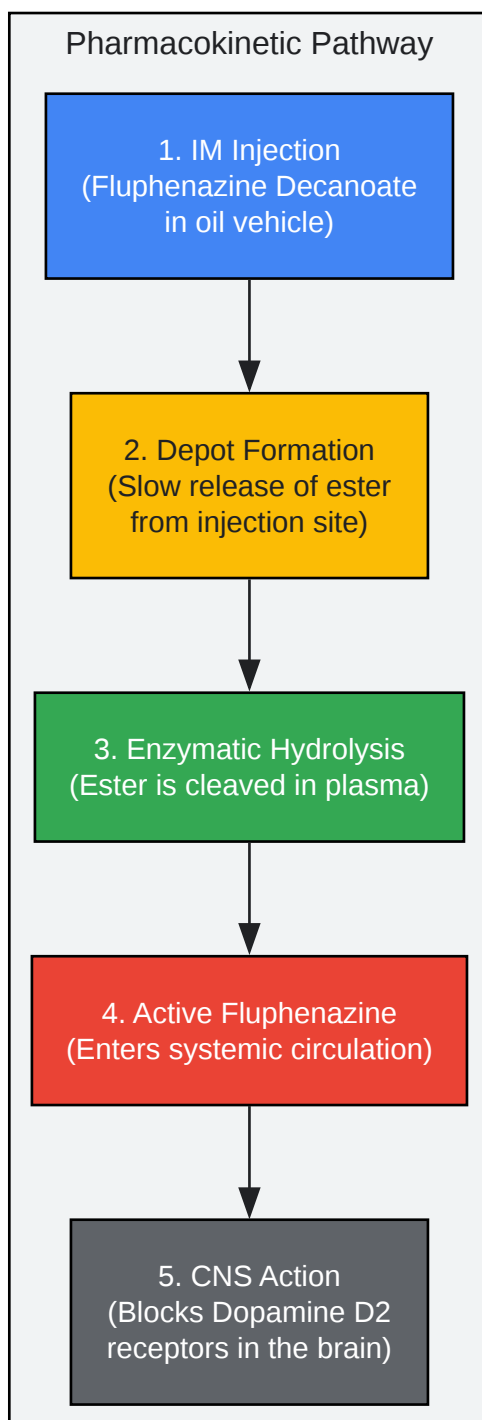 Pharmacokinetic Pathway
1. IM Injection
(Fluphenazine Decanoate
in oil vehicle)
2. Depot Formation
(Slow release of ester
from injection site)
3. Enzymatic Hydrolysis
(Ester is cleaved in plasma)
4. Active Fluphenazine
(Enters systemic circulation)
5. CNS Action
(Blocks Dopamine D2
receptors in the brain)